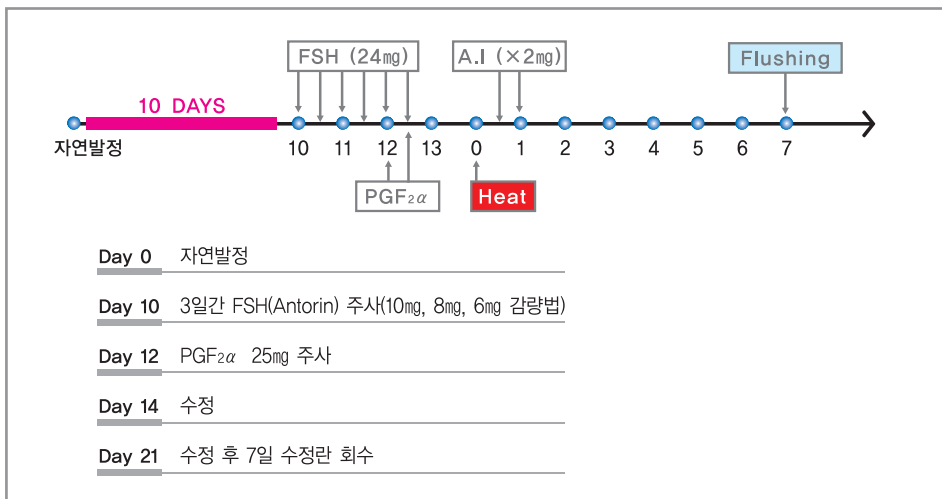 FSH (24㎎) A.I (×2㎎) Flushing
10 DAYS
자연발정 10 11 12 13 0 1 2 3 4 5 6 7
PGF2α Heat
Day 0 자연발정
Day 10 3일간 FSH(Antorin) 주사(10㎎, 8㎎, 6㎎ 감량법)
Day 12 PGF2α 25㎎ 주사
Day 14 수정
Day 21 수정 후 7일 수정란 회수